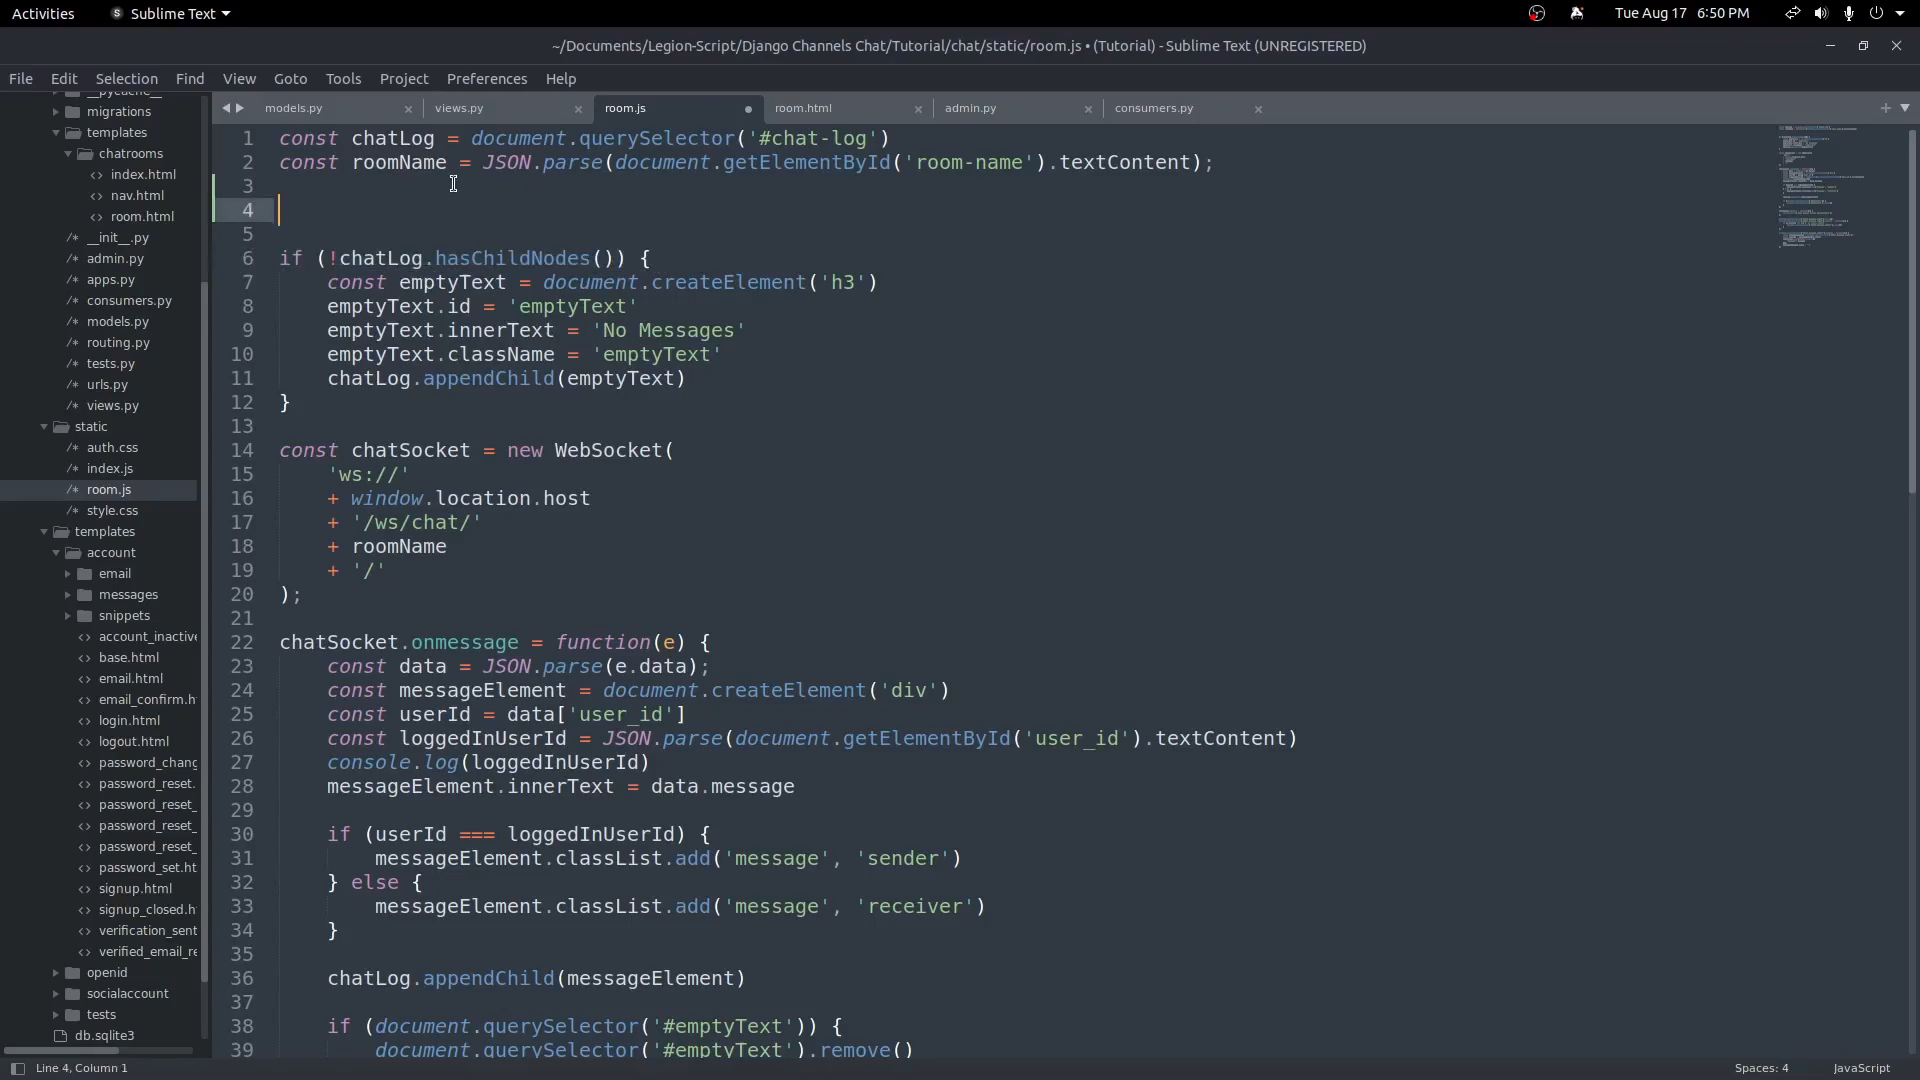 Activities
Sublime Text
Tue Aug 17 6:50 PM
~/Documents/Legion-Script/Django Channels Chat/Tutorial/chat/static/room.js • (Tutorial) - Sublime Text (UNREGISTERED)
File Edit Selection Find View Goto Tools Project Preferences Help
__pycache__
migrations
templates
chatrooms
index.html
nav.html
room.html
__init__.py
admin.py
apps.py
consumers.py
models.py
routing.py
tests.py
urls.py
views.py
static
auth.css
index.js
room.js
style.css
templates
account
email
messages
snippets
account_inactive
base.html
email.html
email_confirm.h
login.html
logout.html
password_chang
password_reset.
password_reset_
password_reset_
password_reset_
password_set.ht
signup.html
signup_closed.h
verification_sent
verified_email_re
openid
socialaccount
tests
db.sqlite3
models.py × views.py × room.js • room.html × admin.py × consumers.py ×
1 const chatLog = document.querySelector('#chat-log')
2 const roomName = JSON.parse(document.getElementById('room-name').textContent);
3
4
5
6 if (!chatLog.hasChildNodes()) {
7     const emptyText = document.createElement('h3')
8     emptyText.id = 'emptyText'
9     emptyText.innerText = 'No Messages'
10     emptyText.className = 'emptyText'
11     chatLog.appendChild(emptyText)
12 }
13
14 const chatSocket = new WebSocket(
15     'ws://'
16     + window.location.host
17     + '/ws/chat/'
18     + roomName
19     + '/'
20 );
21
22 chatSocket.onmessage = function(e) {
23     const data = JSON.parse(e.data);
24     const messageElement = document.createElement('div')
25     const userId = data['user_id']
26     const loggedInUserId = JSON.parse(document.getElementById('user_id').textContent)
27     console.log(loggedInUserId)
28     messageElement.innerText = data.message
29
30     if (userId === loggedInUserId) {
31         messageElement.classList.add('message', 'sender')
32     } else {
33         messageElement.classList.add('message', 'receiver')
34     }
35
36     chatLog.appendChild(messageElement)
37
38     if (document.querySelector('#emptyText')) {
39         document.querySelector('#emptyText').remove()
Line 4, Column 1
Spaces: 4
JavaScript